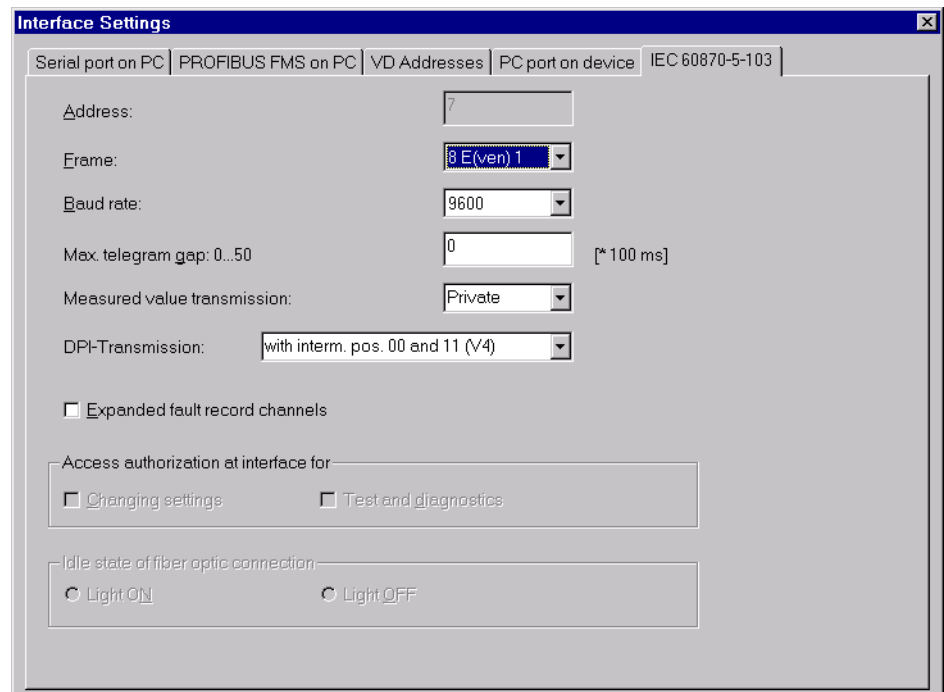 Interface Settings
Serial port on PC PROFIBUS FMS on PC VD Addresses PC port on device IEC 60870-5-103
Address: 7
Frame: 8 E(ven) 1
Baud rate: 9600
Max. telegram gap: 0...50 0 [* 100 ms]
Measured value transmission: Private
DPI-Transmission: with interm. pos. 00 and 11 (V4)
Expanded fault record channels
Access authorization at interface for
Changing settings Test and diagnostics
Idle state of fiber optic connection
Light ON Light OFF